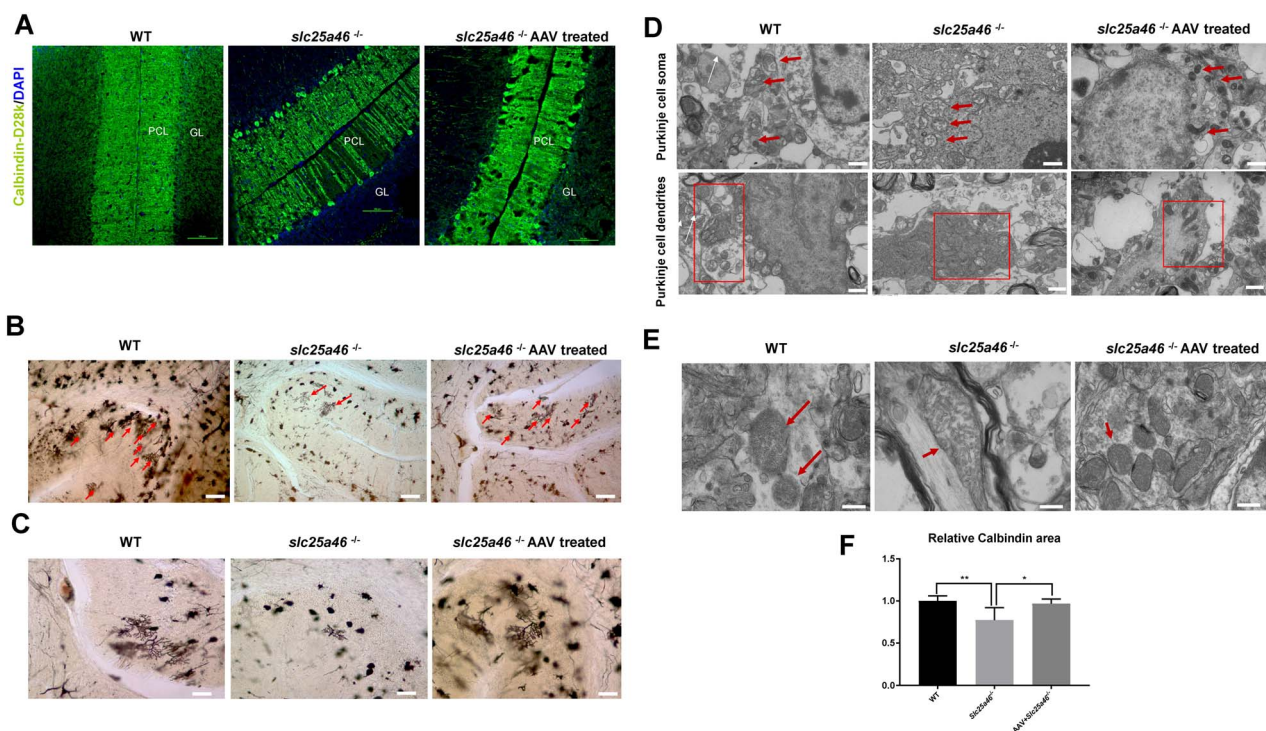 A
WT
slc25a46 -/-
slc25a46 -/- AAV treated
Calbindin-D28k/DAPI
PCL
GL
PCL
GL
PCL
GL
B
WT
slc25a46 -/-
slc25a46 -/- AAV treated
C
WT
slc25a46 -/-
slc25a46 -/- AAV treated
D
WT
slc25a46 -/-
slc25a46 -/- AAV treated
Purkinje cell soma
Purkinje cell dendrites
E
WT
slc25a46 -/-
slc25a46 -/- AAV treated
F
Relative Calbindin area
**
*
1.5
1.0
0.5
0.0
WT
Slc25a46-/-
AAV+Slc25a46-/-